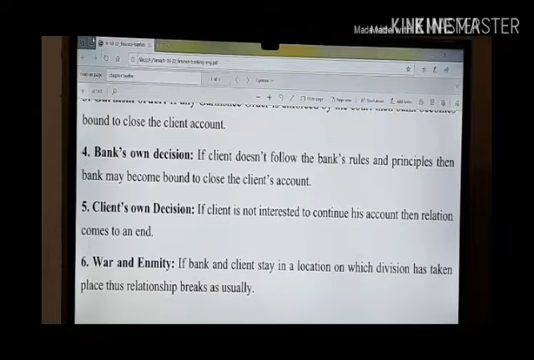 Made with KINEMASTER
bound to close the client account.
4. Bank's own decision: If client doesn't follow the bank's rules and principles then
bank may become bound to close the client's account.
5. Client's own Decision: If client is not interested to continue his account then relation
comes to an end.
6. War and Enmity: If bank and client stay in a location on which division has taken
place thus relationship breaks as usually.